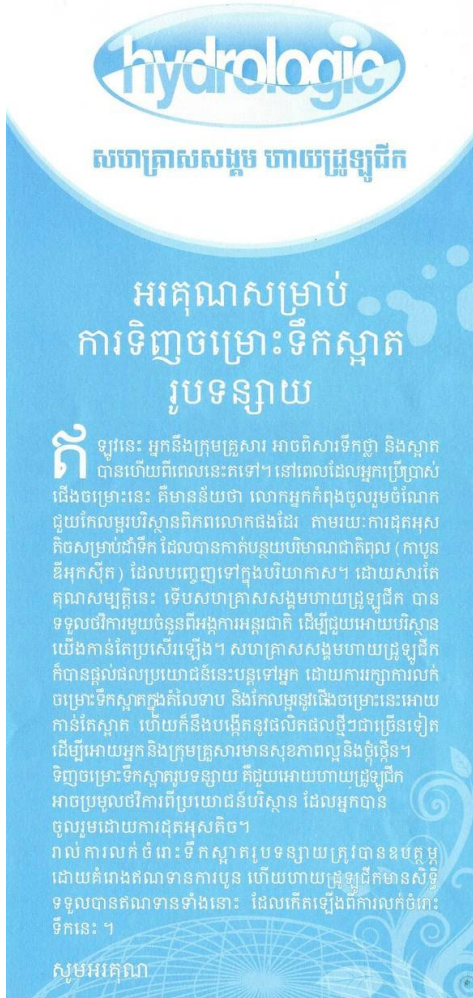 hydrologic
សហគ្រាសសង្គម ហាយដ្រូឡូជីក
អរគុណសម្រាប់
ការទិញចម្រោះទឹកស្អាត
រូបទន្សាយ
ឥឡូវនេះ អ្នកនឹងក្រុមគ្រួសារ អាចពិសារទឹកថ្លា និងស្អាត
បានហើយពីពេលនេះតទៅ។ នៅពេលដែលអ្នកប្រើប្រាស់
ផើងចម្រោះនេះ គឺមានន័យថា លោកអ្នកកំពុងចូលរួមចំណែក
ជួយកែលម្អបរិស្ថានពិភពលោកផងដែរ តាមរយៈការដុតអុស
តិចសម្រាប់ដាំទឹក ដែលបានកាត់បន្ថយបរិមាណជាតិពុល (កាបូន
ឌីអុកស៊ីត) ដែលបញ្ចេញទៅក្នុងបរិយាកាស។ ដោយសារតែ
គុណសម្បត្តិនេះ ទើបសហគ្រាសសង្គមហាយដ្រូឡូជីក បាន
ទទួលថវិការមួយចំនួនពីអង្គការអន្តរជាតិ ដើម្បីជួយអោយបរិស្ថាន
យើងកាន់តែប្រសើរឡើង។ សហគ្រាសសង្គមហាយដ្រូឡូជីក
ក៏បានផ្តល់ផលប្រយោជន៍នេះបន្តទៅអ្នក ដោយការរក្សាការលក់
ចម្រោះទឹកស្អាតក្នុងតំលៃទាប និងកែលម្អរនូវផើងចម្រោះនេះអោយ
កាន់តែស្អាត ហើយក៏នឹងបង្កើតនូវផលិតផលថ្មីៗជាច្រើនទៀត
ដើម្បីអោយអ្នក និងក្រុមគ្រួសារមានសុខភាពល្អ និងថ្កុំថ្កើន។
ទិញចម្រោះទឹកស្អាតរូបទន្សាយ គឺជួយអោយហាយដ្រូឡូជីក
អាចប្រមូលថវិការពីប្រយោជន៍បរិស្ថាន ដែលអ្នកបាន
ចូលរួមដោយការដុតអុសតិច។
រាល់ការលក់ចំរោះទឹកស្អាតរូបទន្សាយត្រូវបានឧបត្ថម្ភ
ដោយគំរោងឥណទានការបូន ហើយហាយដ្រូឡូជីកមានសិទ្ធិ
ទទួលបានឥណទានទាំងនោះ ដែលកើតឡើងពីការលក់ចំរោះ
ទឹកនេះ ។
សូមអរគុណ